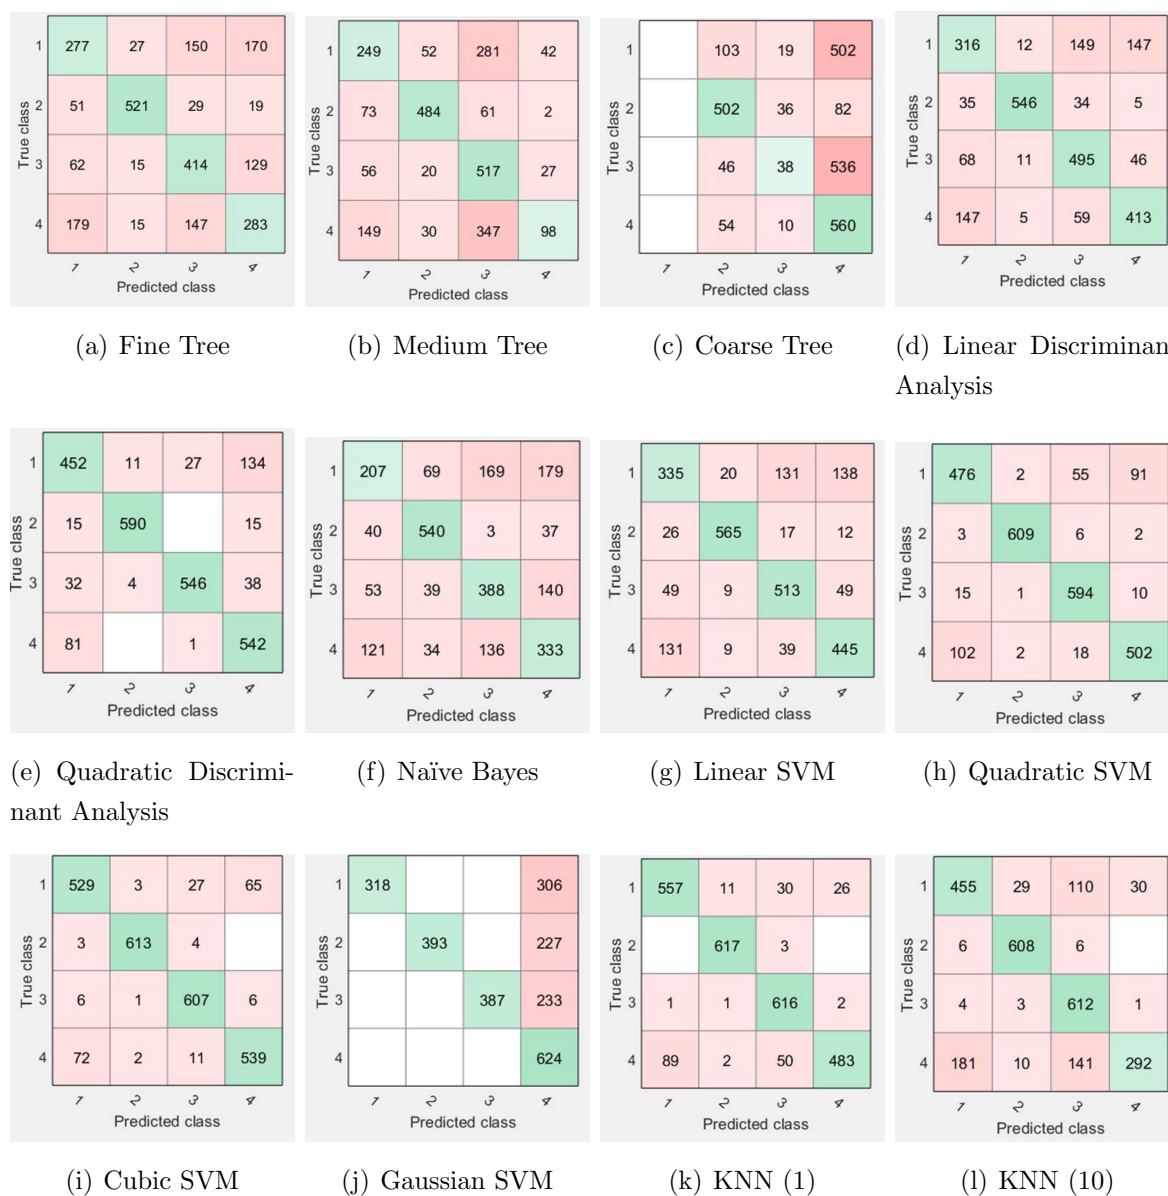 1 277 27 150 170
2 51 521 29 19
3 62 15 414 129
4 179 15 147 283
1 2 3 4
True class
Predicted class
(a) Fine Tree
1 249 52 281 42
2 73 484 61 2
3 56 20 517 27
4 149 30 347 98
1 2 3 4
True class
Predicted class
(b) Medium Tree
1 103 19 502
2 502 36 82
3 46 38 536
4 54 10 560
1 2 3 4
True class
Predicted class
(c) Coarse Tree
1 316 12 149 147
2 35 546 34 5
3 68 11 495 46
4 147 5 59 413
1 2 3 4
True class
Predicted class
(d) Linear Discriminan
Analysis
1 452 11 27 134
2 15 590 15
3 32 4 546 38
4 81 1 542
1 2 3 4
True class
Predicted class
(e) Quadratic Discrimi-
nant Analysis
1 207 69 169 179
2 40 540 3 37
3 53 39 388 140
4 121 34 136 333
1 2 3 4
True class
Predicted class
(f) Naïve Bayes
1 335 20 131 138
2 26 565 17 12
3 49 9 513 49
4 131 9 39 445
1 2 3 4
True class
Predicted class
(g) Linear SVM
1 476 2 55 91
2 3 609 6 2
3 15 1 594 10
4 102 2 18 502
1 2 3 4
True class
Predicted class
(h) Quadratic SVM
1 529 3 27 65
2 3 613 4
3 6 1 607 6
4 72 2 11 539
1 2 3 4
True class
Predicted class
(i) Cubic SVM
1 318 306
2 393 227
3 387 233
4 624
1 2 3 4
True class
Predicted class
(j) Gaussian SVM
1 557 11 30 26
2 617 3
3 1 1 616 2
4 89 2 50 483
1 2 3 4
True class
Predicted class
(k) KNN (1)
1 455 29 110 30
2 6 608 6
3 4 3 612 1
4 181 10 141 292
1 2 3 4
True class
Predicted class
(l) KNN (10)